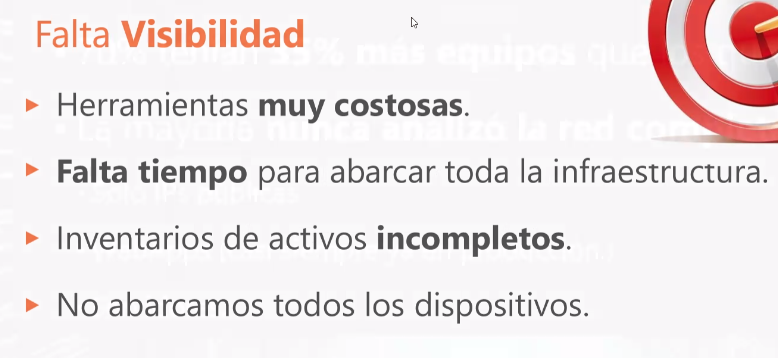 Falta Visibilidad
Herramientas muy costosas.
Falta tiempo para abarcar toda la infraestructura.
Inventarios de activos incompletos.
No abarcamos todos los dispositivos.